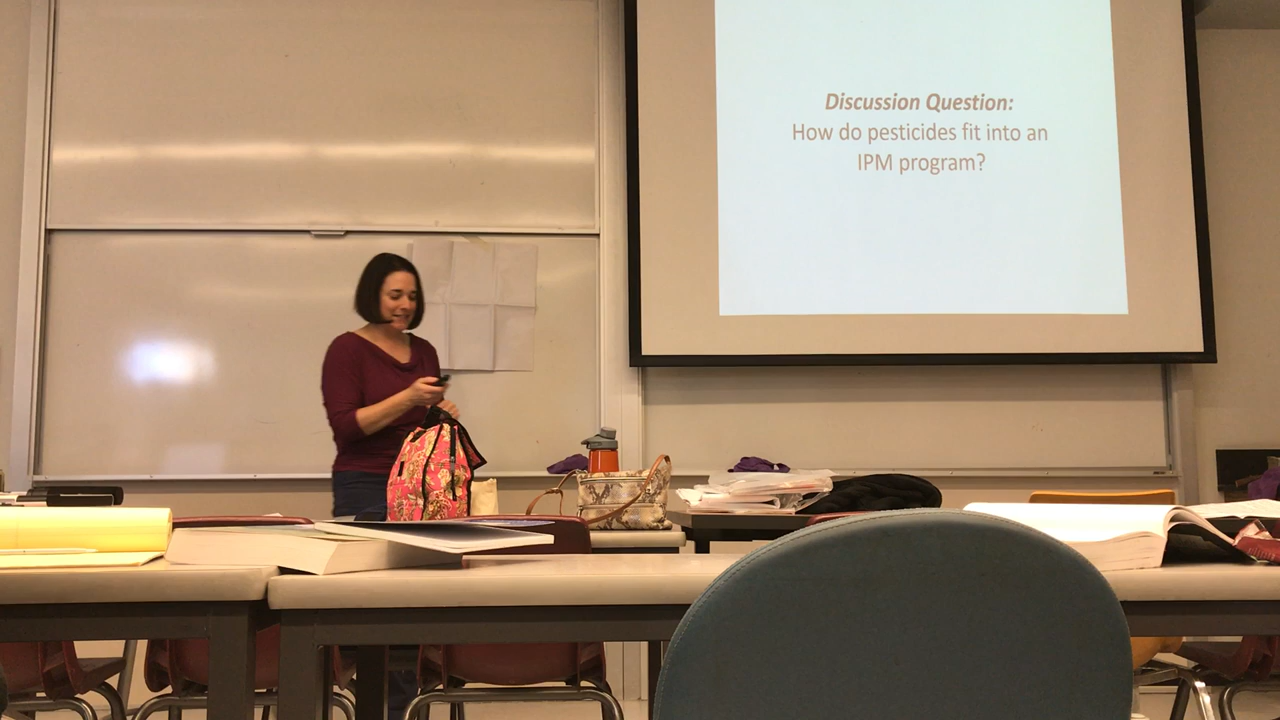 Discussion Question:
How do pesticides fit into an
IPM program?